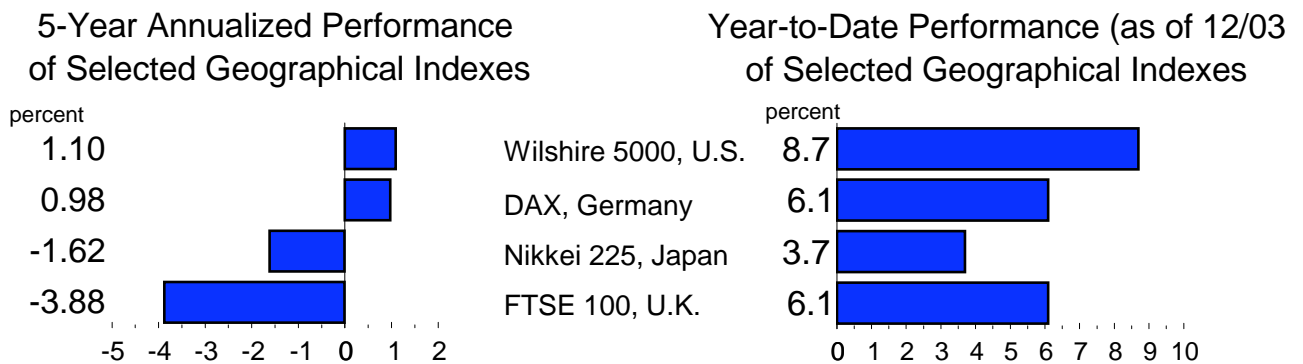 5-Year Annualized Performance
of Selected Geographical Indexes
percent
1.10
0.98
-1.62
-3.88
-5 -4 -3 -2 -1 0 1 2
Wilshire 5000, U.S.
DAX, Germany
Nikkei 225, Japan
FTSE 100, U.K.
Year-to-Date Performance (as of 12/03
of Selected Geographical Indexes
percent
8.7
6.1
3.7
6.1
0 1 2 3 4 5 6 7 8 9 10